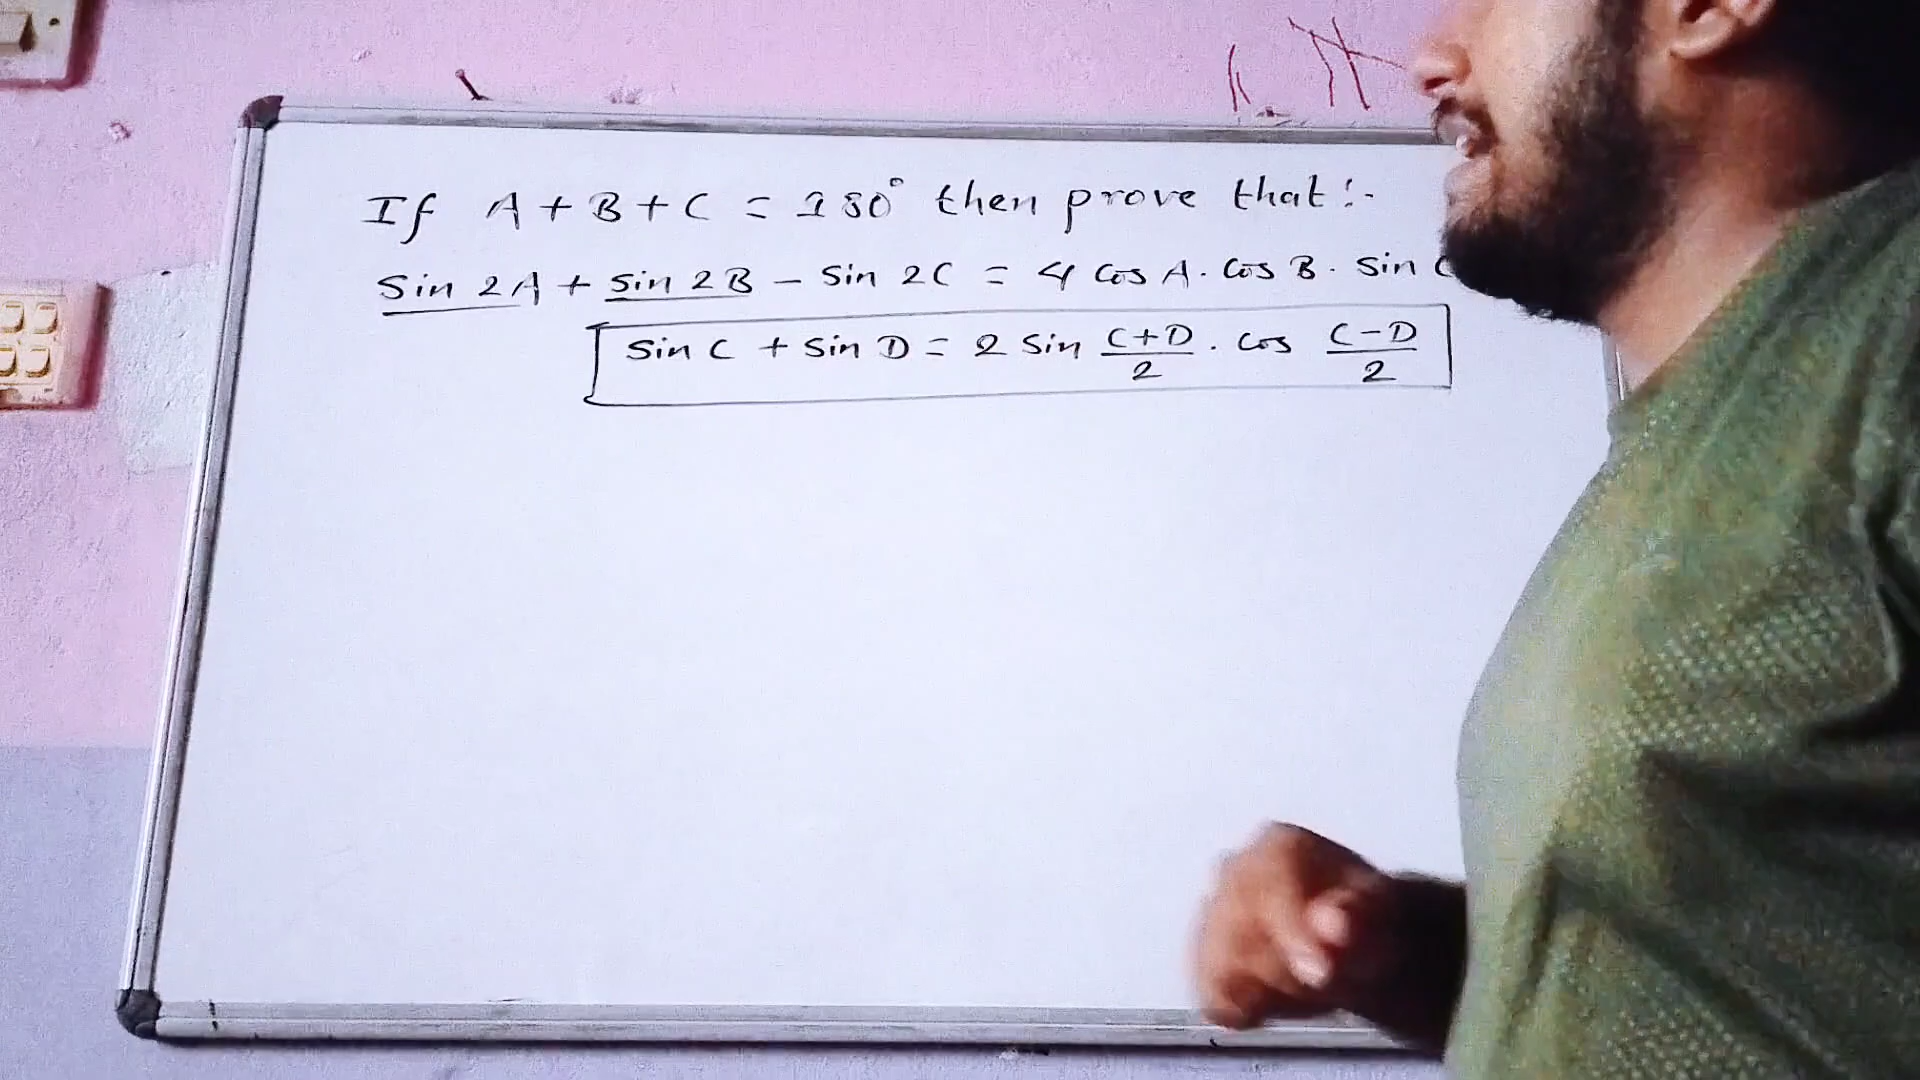 If A + B + C = 180° then prove that :-
Sin 2A + Sin 2B - Sin 2C = 4 Cos A . Cos B . Sin C
Sin C + Sin D = 2 Sin (C+D)/2 . Cos (C-D)/2